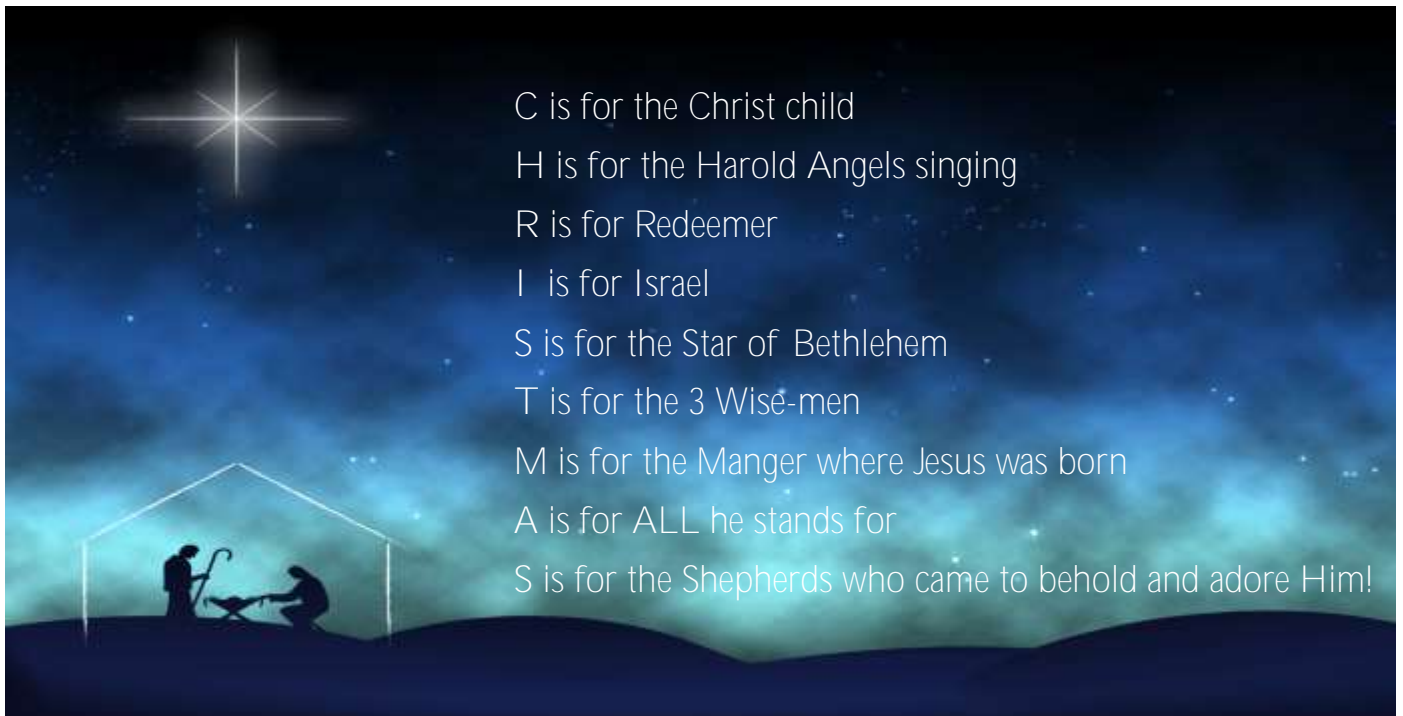 C is for the Christ child
H is for the Harold Angels singing
R is for Redeemer
I is for Israel
S is for the Star of Bethlehem
T is for the 3 Wise-men
M is for the Manger where Jesus was born
A is for ALL he stands for
S is for the Shepherds who came to behold and adore Him!